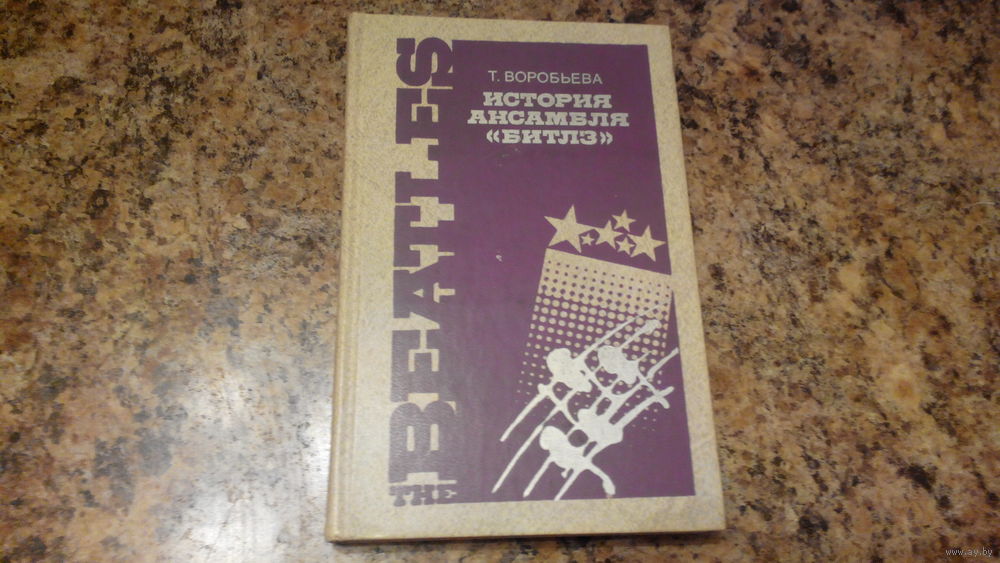 THE BEATLES
Т. ВОРОБЬЕВА
ИСТОРИЯ
АНСАМБЛЯ
«БИТЛЗ»
www.ay.by